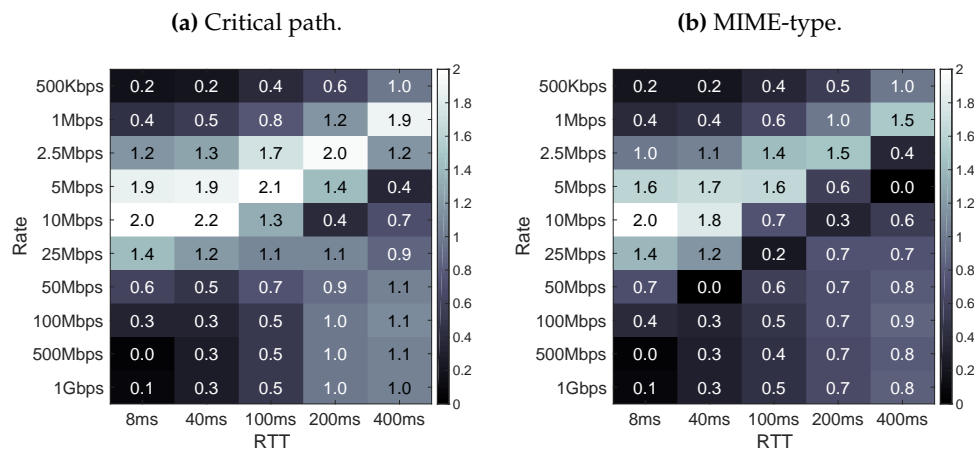 (a) Critical path.
500Kbps 0.2 0.2 0.4 0.6 1.0
1Mbps 0.4 0.5 0.8 1.2 1.9
2.5Mbps 1.2 1.3 1.7 2.0 1.2
5Mbps 1.9 1.9 2.1 1.4 0.4
10Mbps 2.0 2.2 1.3 0.4 0.7
25Mbps 1.4 1.2 1.1 1.1 0.9
50Mbps 0.6 0.5 0.7 0.9 1.1
100Mbps 0.3 0.3 0.5 1.0 1.1
500Mbps 0.0 0.3 0.5 1.0 1.1
1Gbps 0.1 0.3 0.5 1.0 1.0
8ms 40ms 100ms 200ms 400ms
RTT
Rate
2
1.8
1.6
1.4
1.2
1
0.8
0.6
0.4
0.2
0
(b) MIME-type.
500Kbps 0.2 0.2 0.4 0.5 1.0
1Mbps 0.4 0.4 0.6 1.0 1.5
2.5Mbps 1.0 1.1 1.4 1.5 0.4
5Mbps 1.6 1.7 1.6 0.6 0.0
10Mbps 2.0 1.8 0.7 0.3 0.6
25Mbps 1.4 1.2 0.2 0.7 0.7
50Mbps 0.7 0.0 0.6 0.7 0.8
100Mbps 0.4 0.3 0.5 0.7 0.9
500Mbps 0.0 0.3 0.4 0.7 0.8
1Gbps 0.1 0.3 0.5 0.7 0.8
8ms 40ms 100ms 200ms 400ms
RTT
Rate
2
1.8
1.6
1.4
1.2
1
0.8
0.6
0.4
0.2
0